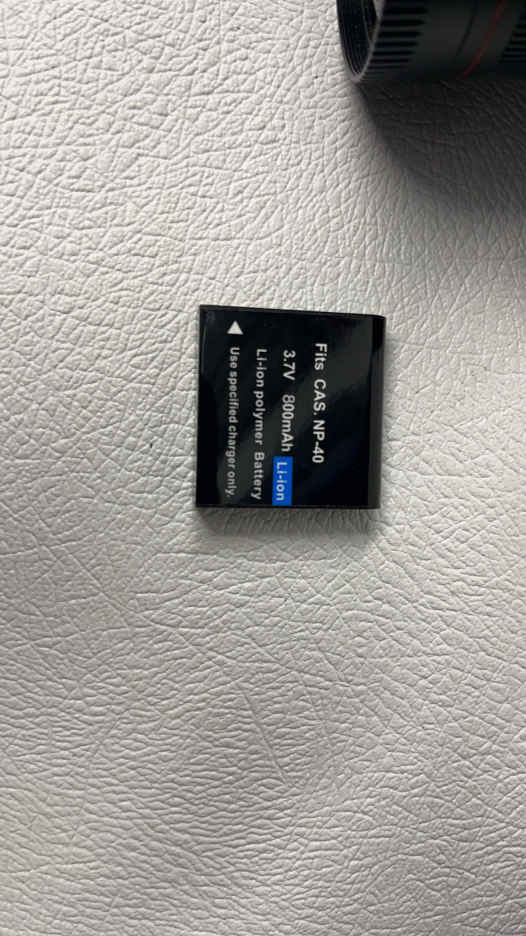 Fits CAS. NP-40
3.7V 800mAh Li-ion
Li-ion polymer Battery
Use specified charger only.